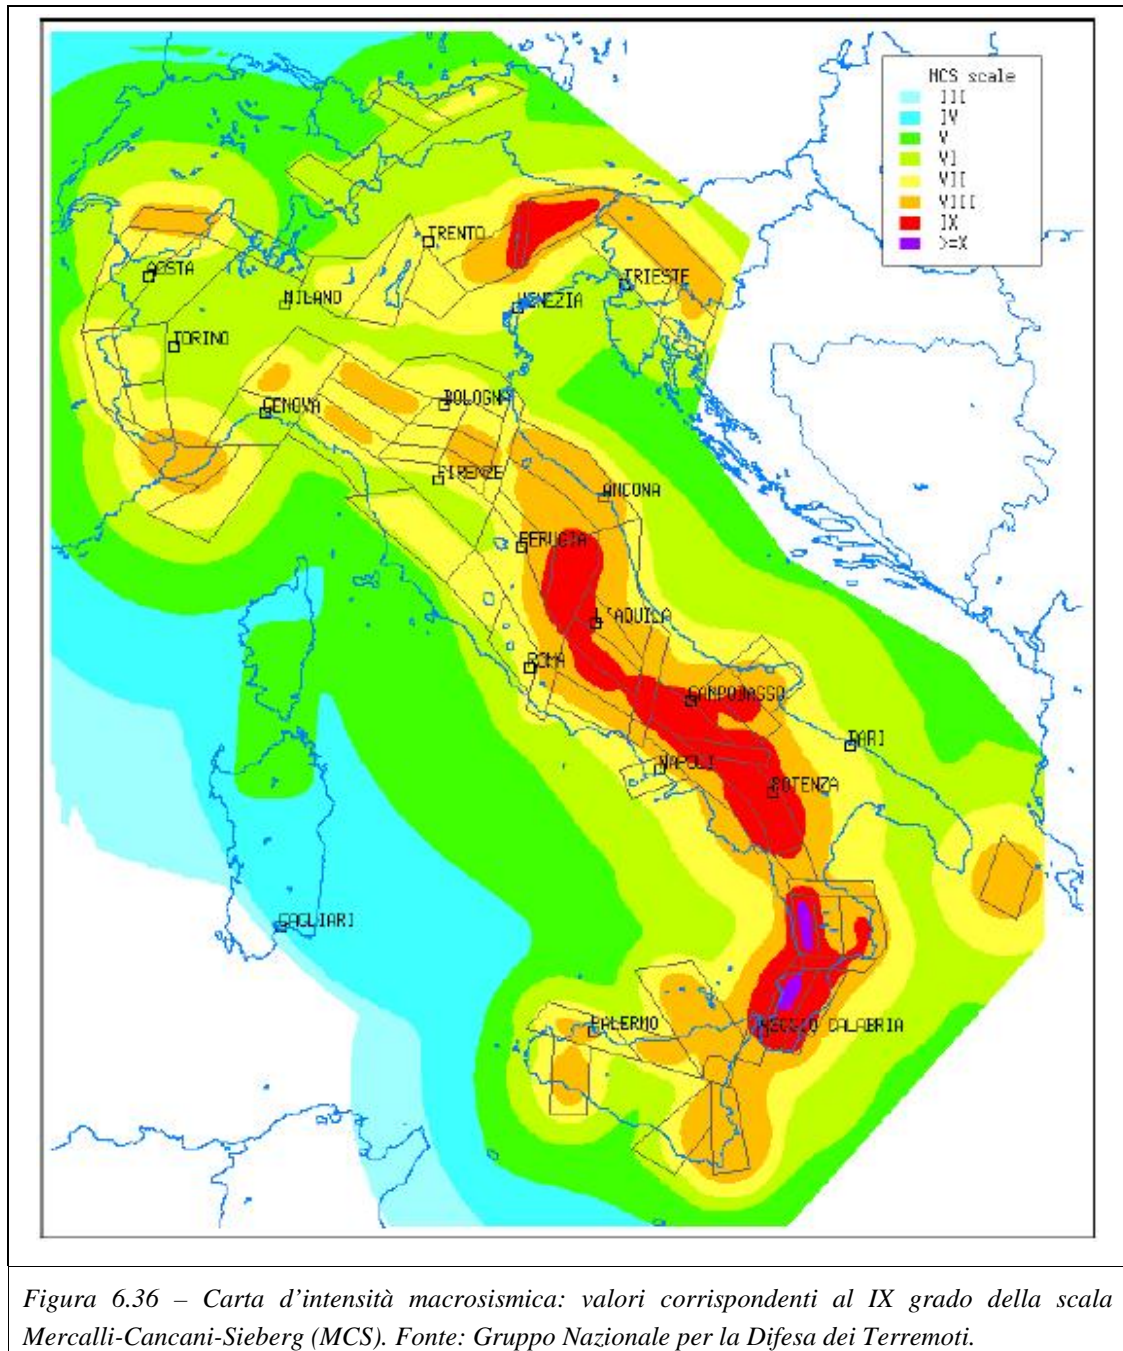 MCS scale
III
IV
V
VI
VII
VIII
IX
>=X
TRENTO
AOSTA
TRIESTE
MILANO
VENEZIA
TORINO
BOLOGNA
GENOVA
FIRENZE
ANCONA
PERUGIA
L'AQUILA
ROMA
CAMPOBASSO
BARI
NAPOLI
POTENZA
CAGLIARI
PALERMO
REGGIO CALABRIA
Figura 6.36 – Carta d’intensità macrosismica: valori corrispondenti al IX grado della scala
Mercalli-Cancani-Sieberg (MCS). Fonte: Gruppo Nazionale per la Difesa dei Terremoti.